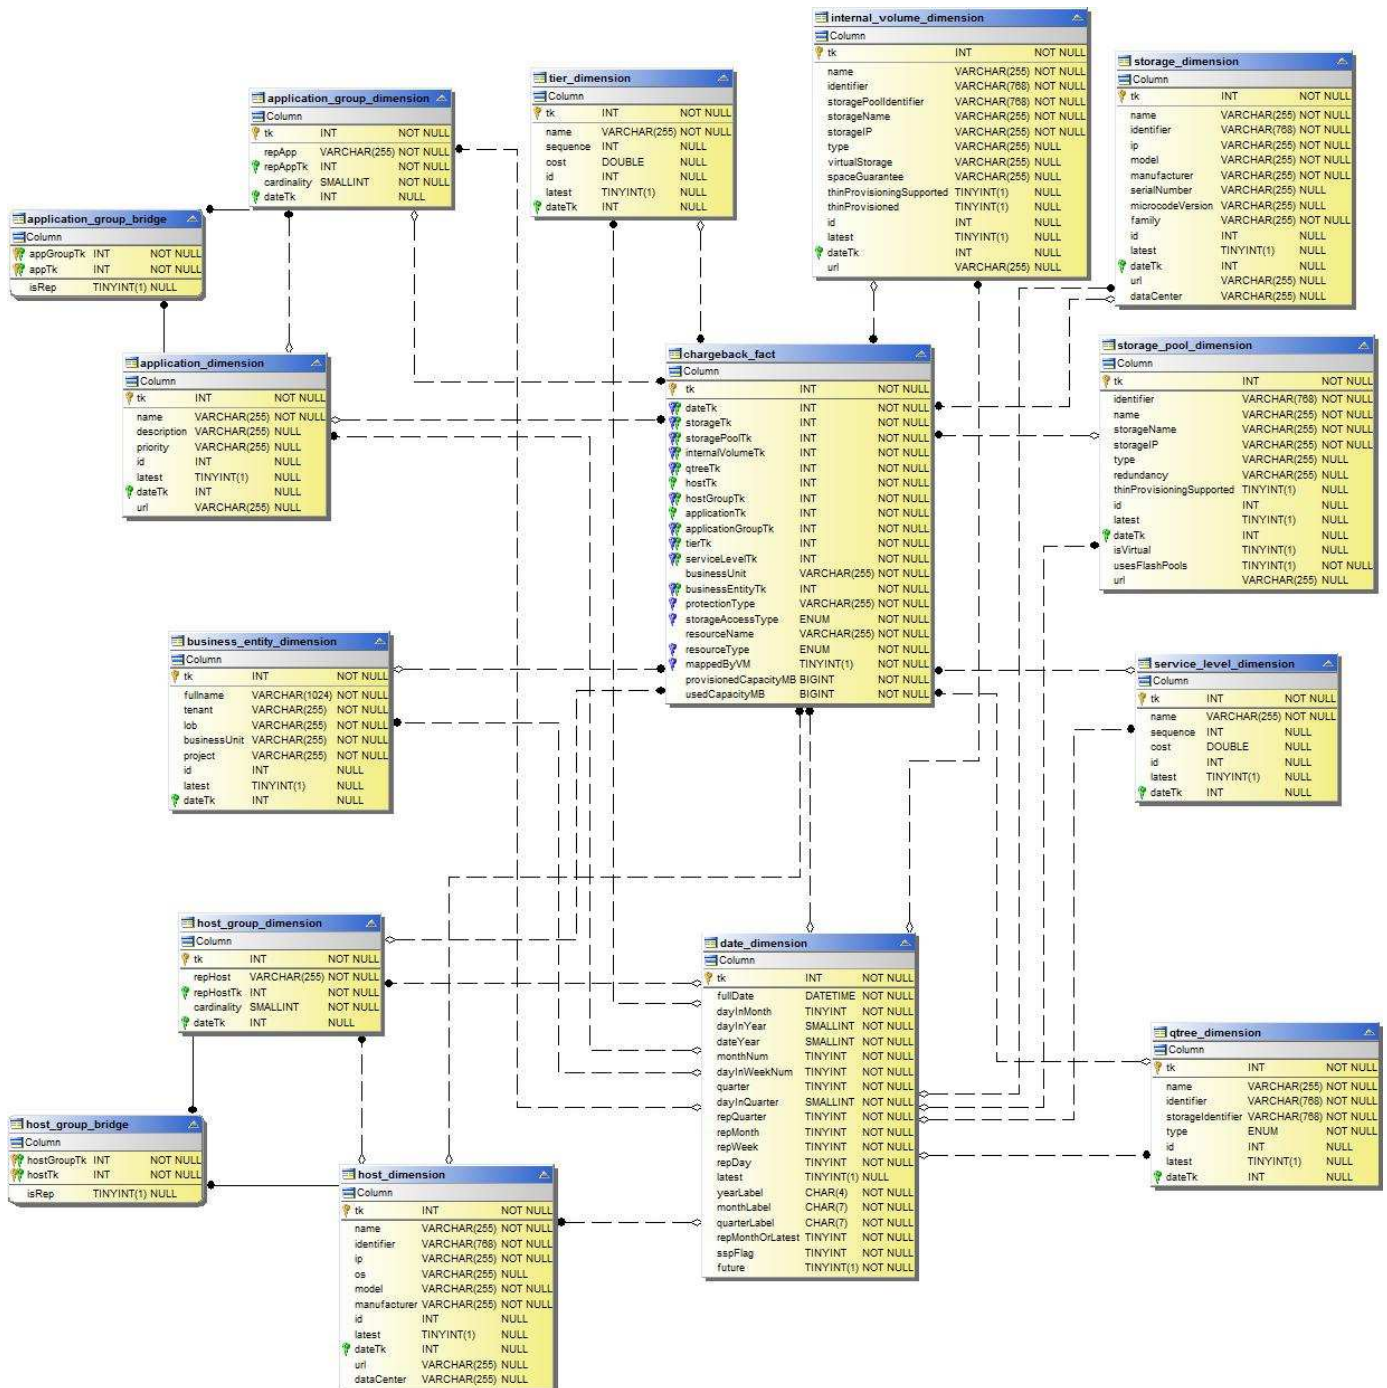 internal_volume_dimension
Column
tk INT NOT NULL
name VARCHAR(255) NOT NULL
identifier VARCHAR(768) NOT NULL
storagePoolIdentifier VARCHAR(768) NOT NULL
storageName VARCHAR(255) NOT NULL
storageIP VARCHAR(255) NOT NULL
type VARCHAR(255) NULL
virtualStorage VARCHAR(255) NULL
spaceGuarantee VARCHAR(255) NULL
thinProvisioningSupported TINYINT(1) NULL
thinProvisioned TINYINT(1) NULL
id INT NULL
latest TINYINT(1) NULL
dateTk INT NULL
url VARCHAR(255) NULL
storage_dimension
Column
tk INT NOT NULL
name VARCHAR(255) NOT NULL
identifier VARCHAR(768) NOT NULL
ip VARCHAR(255) NOT NULL
model VARCHAR(255) NOT NULL
manufacturer VARCHAR(255) NOT NULL
serialNumber VARCHAR(255) NULL
microcodeVersion VARCHAR(255) NULL
family VARCHAR(255) NOT NULL
id INT NULL
latest TINYINT(1) NULL
dateTk INT NULL
url VARCHAR(255) NULL
dataCenter VARCHAR(255) NULL
tier_dimension
Column
tk INT NOT NULL
name VARCHAR(255) NOT NULL
sequence INT NULL
cost DOUBLE NULL
id INT NULL
latest TINYINT(1) NULL
dateTk INT NULL
application_group_dimension
Column
tk INT NOT NULL
repApp VARCHAR(255) NOT NULL
repAppTk INT NOT NULL
cardinality SMALLINT NOT NULL
dateTk INT NULL
application_group_bridge
Column
appGroupTk INT NOT NULL
appTk INT NOT NULL
isRep TINYINT(1) NULL
application_dimension
Column
tk INT NOT NULL
name VARCHAR(255) NOT NULL
description VARCHAR(255) NULL
priority VARCHAR(255) NULL
id INT NULL
latest TINYINT(1) NULL
dateTk INT NULL
url VARCHAR(255) NULL
chargeback_fact
Column
tk INT NOT NULL
dateTk INT NOT NULL
storageTk INT NOT NULL
storagePoolTk INT NOT NULL
internalVolumeTk INT NOT NULL
qtreeTk INT NOT NULL
hostTk INT NOT NULL
hostGroupTk INT NOT NULL
applicationTk INT NOT NULL
applicationGroupTk INT NOT NULL
tierTk INT NOT NULL
serviceLevelTk INT NOT NULL
businessUnit VARCHAR(255) NOT NULL
businessEntityTk INT NOT NULL
protectionType VARCHAR(255) NOT NULL
storageAccessType ENUM NOT NULL
resourceName VARCHAR(255) NOT NULL
resourceType ENUM NOT NULL
mappedByVM TINYINT(1) NOT NULL
provisionedCapacityMB BIGINT NOT NULL
usedCapacityMB BIGINT NOT NULL
storage_pool_dimension
Column
tk INT NOT NULL
identifier VARCHAR(768) NOT NULL
name VARCHAR(255) NOT NULL
storageName VARCHAR(255) NOT NULL
storageIP VARCHAR(255) NOT NULL
type VARCHAR(255) NULL
redundancy VARCHAR(255) NULL
thinProvisioningSupported TINYINT(1) NULL
id INT NULL
latest TINYINT(1) NULL
dateTk INT NULL
isVirtual TINYINT(1) NULL
usesFlashPools TINYINT(1) NOT NULL
url VARCHAR(255) NULL
business_entity_dimension
Column
tk INT NOT NULL
fullname VARCHAR(1024) NOT NULL
tenant VARCHAR(255) NOT NULL
lob VARCHAR(255) NOT NULL
businessUnit VARCHAR(255) NOT NULL
project VARCHAR(255) NOT NULL
id INT NULL
latest TINYINT(1) NULL
dateTk INT NULL
service_level_dimension
Column
tk INT NOT NULL
name VARCHAR(255) NOT NULL
sequence INT NULL
cost DOUBLE NULL
id INT NULL
latest TINYINT(1) NULL
dateTk INT NULL
host_group_dimension
Column
tk INT NOT NULL
repHost VARCHAR(255) NOT NULL
repHostTk INT NOT NULL
cardinality SMALLINT NOT NULL
dateTk INT NULL
host_group_bridge
Column
hostGroupTk INT NOT NULL
hostTk INT NOT NULL
isRep TINYINT(1) NULL
host_dimension
Column
tk INT NOT NULL
name VARCHAR(255) NOT NULL
identifier VARCHAR(768) NOT NULL
ip VARCHAR(255) NOT NULL
os VARCHAR(255) NULL
model VARCHAR(255) NOT NULL
manufacturer VARCHAR(255) NOT NULL
id INT NULL
latest TINYINT(1) NULL
dateTk INT NULL
url VARCHAR(255) NULL
dataCenter VARCHAR(255) NULL
date_dimension
Column
tk INT NOT NULL
fullDate DATETIME NOT NULL
dayInMonth TINYINT NOT NULL
dayInYear SMALLINT NOT NULL
dateYear SMALLINT NOT NULL
monthNum TINYINT NOT NULL
dayInWeekNum TINYINT NOT NULL
quarter TINYINT NOT NULL
dayInQuarter SMALLINT NOT NULL
repQuarter TINYINT NOT NULL
repMonth TINYINT NOT NULL
repWeek TINYINT NOT NULL
repDay TINYINT NOT NULL
latest TINYINT(1) NULL
yearLabel CHAR(4) NOT NULL
monthLabel CHAR(7) NOT NULL
quarterLabel CHAR(7) NOT NULL
repMonthOrLatest TINYINT NOT NULL
sspFlag TINYINT NOT NULL
future TINYINT(1) NOT NULL
qtree_dimension
Column
tk INT NOT NULL
name VARCHAR(255) NOT NULL
identifier VARCHAR(768) NOT NULL
storageIdentifier VARCHAR(768) NOT NULL
type ENUM NOT NULL
id INT NULL
latest TINYINT(1) NULL
dateTk INT NULL